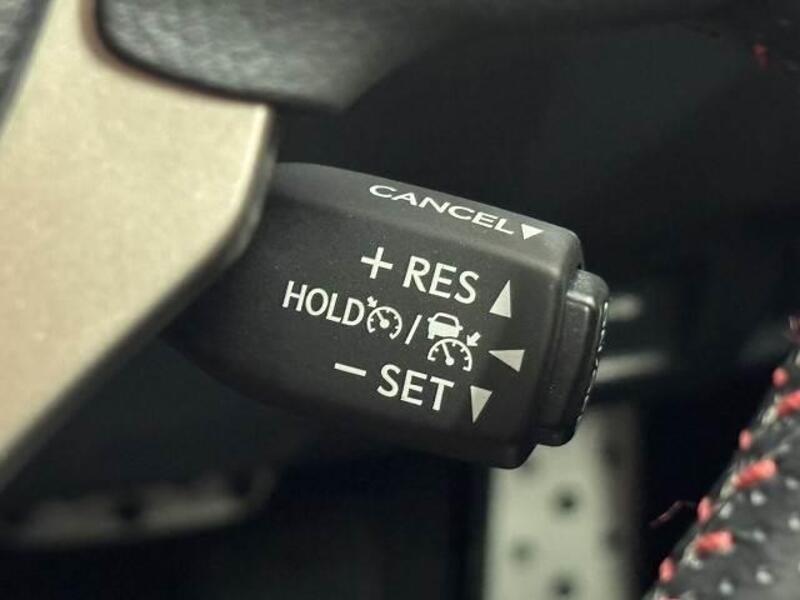 CANCEL▼
+ RES ▲
HOLD /
− SET ▼